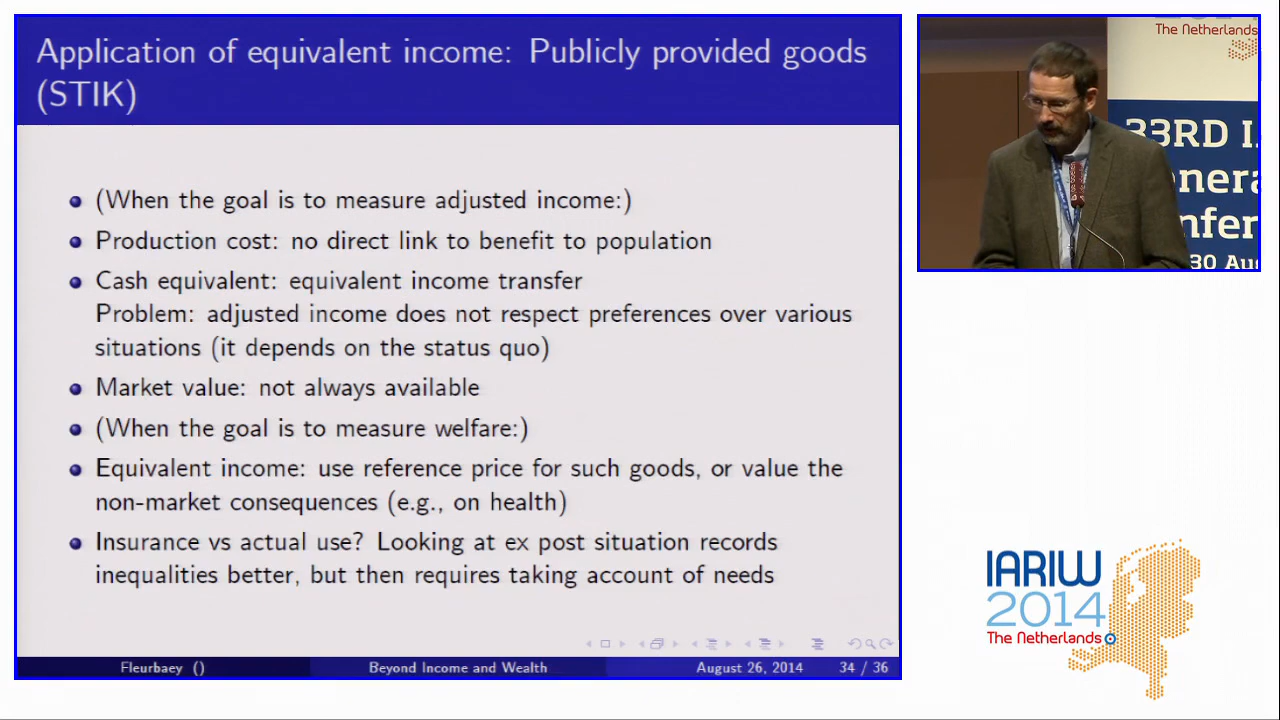 Application of equivalent income: Publicly provided goods
(STIK)
(When the goal is to measure adjusted income:)
Production cost: no direct link to benefit to population
Cash equivalent: equivalent income transfer
Problem: adjusted income does not respect preferences over various
situations (it depends on the status quo)
Market value: not always available
(When the goal is to measure welfare:)
Equivalent income: use reference price for such goods, or value the
non-market consequences (e.g., on health)
Insurance vs actual use? Looking at ex post situation records
inequalities better, but then requires taking account of needs
Fleurbaey ()
Beyond Income and Wealth
August 26, 2014
34 / 36
The Netherlands
33RD I
enera
nfer
30 Aug
IARIW
2014
The Netherlands